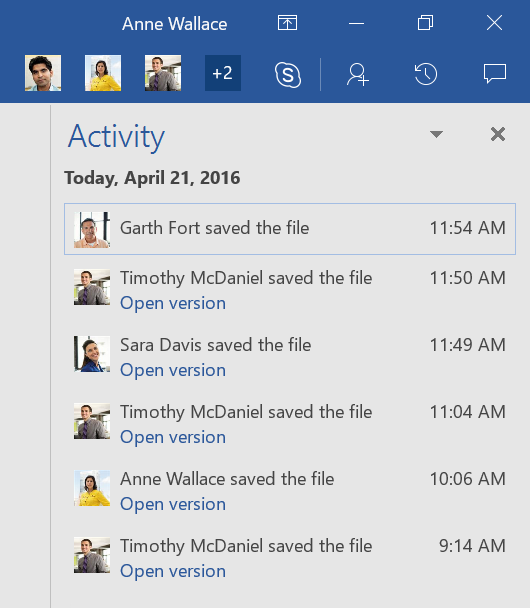 Anne Wallace
+2
Activity
Today, April 21, 2016
Garth Fort saved the file 11:54 AM
Timothy McDaniel saved the file 11:50 AM
Open version
Sara Davis saved the file 11:49 AM
Open version
Timothy McDaniel saved the file 11:04 AM
Open version
Anne Wallace saved the file 10:06 AM
Open version
Timothy McDaniel saved the file 9:14 AM
Open version